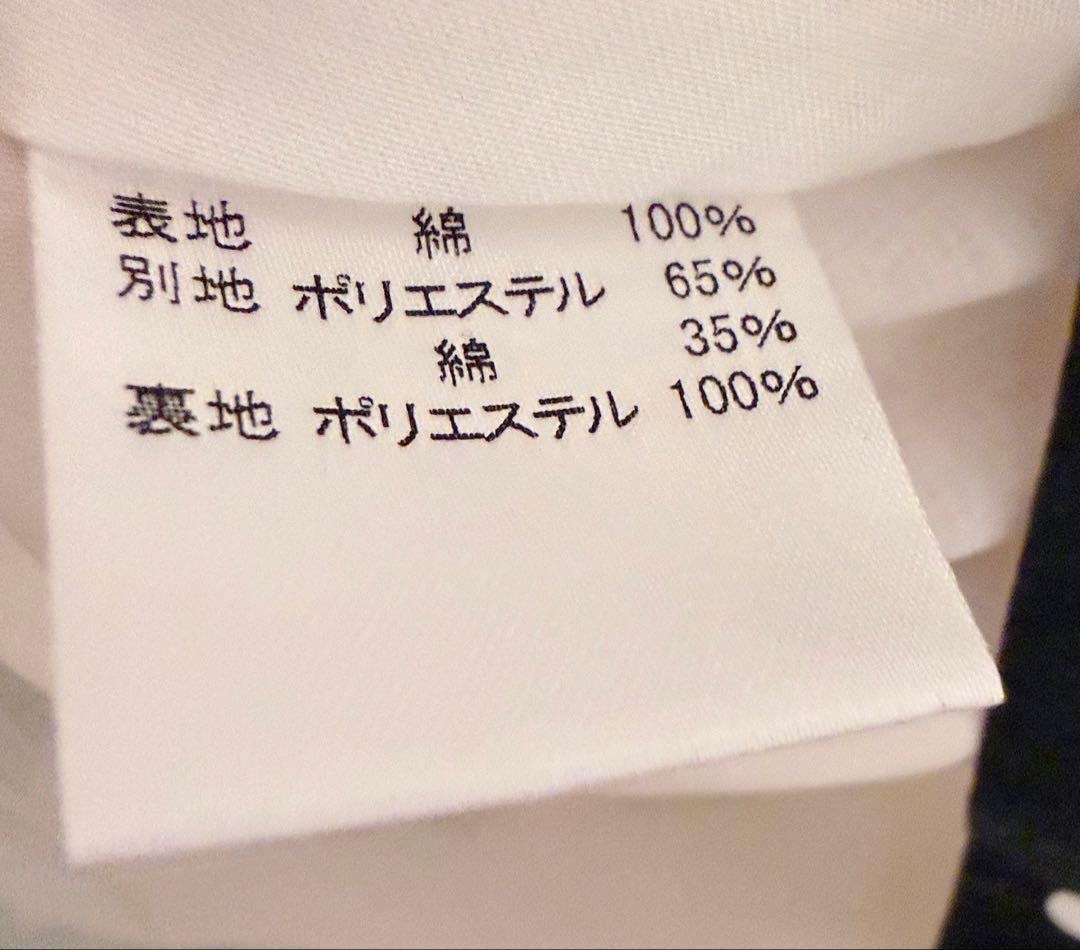 表地 綿 100%
別地 ポリエステル 65%
綿 35%
裏地 ポリエステル 100%